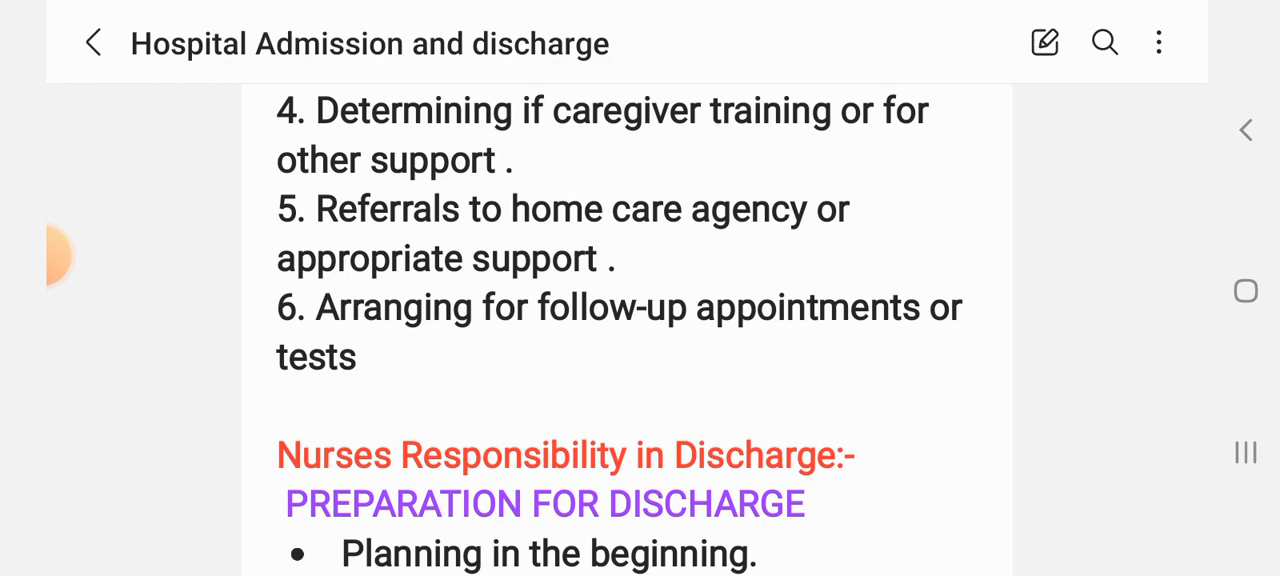 Hospital Admission and discharge
4. Determining if caregiver training or for
other support .
5. Referrals to home care agency or
appropriate support .
6. Arranging for follow-up appointments or
tests
Nurses Responsibility in Discharge:-
PREPARATION FOR DISCHARGE
• Planning in the beginning.